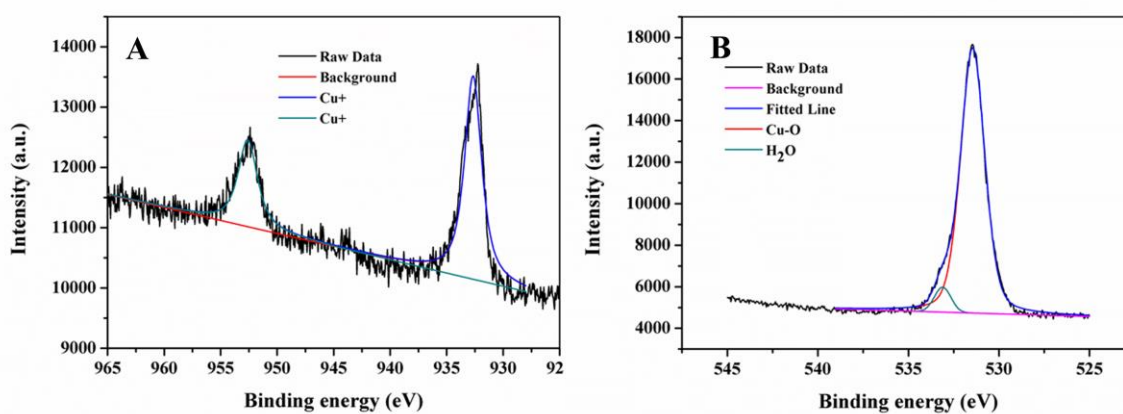 A
Raw Data
Background
Cu+
Cu+
14000
13000
12000
11000
10000
9000
Intensity (a.u.)
965 960 955 950 945 940 935 930 92
Binding energy (eV)
B
Raw Data
Background
Fitted Line
Cu-O
H2O
18000
16000
14000
12000
10000
8000
6000
4000
Intensity (a.u.)
545 540 535 530 525
Binding energy (eV)